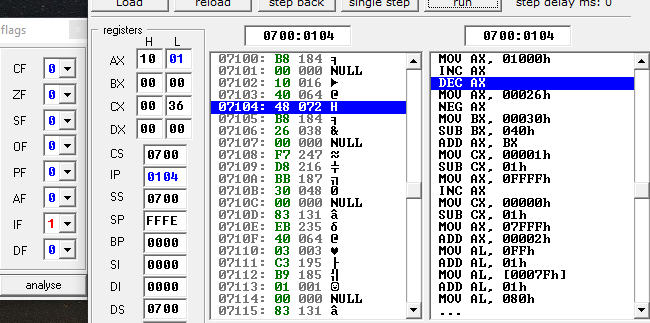 Load reload step back single step run step delay ms: 0
flags
CF 0
ZF 0
SF 0
OF 0
PF 0
AF 0
IF 1
DF 0
analyse
registers
H L
AX 10 01
BX 00 00
CX 00 36
DX 00 00
CS 0700
IP 0104
SS 0700
SP FFFE
BP 0000
SI 0000
DI 0000
DS 0700
0700:0104
07100: B8 184 ╕
07101: 00 000 NULL
07102: 10 016 ►
07103: 40 064 @
07104: 48 072 H
07105: B8 184 ╕
07106: 26 038 &
07107: 00 000 NULL
07108: F7 247 ≈
07109: D8 216 ╪
0710A: BB 187 ╗
0710B: 30 048 0
0710C: 00 000 NULL
0710D: 83 131 â
0710E: EB 235 δ
0710F: 40 064 @
07110: 03 003 ♥
07111: C3 195 ├
07112: B9 185 ╣
07113: 01 001 ☺
07114: 00 000 NULL
07115: 83 131 â
0700:0104
MOV AX, 01000h
INC AX
DEC AX
MOV AX, 00026h
NEG AX
MOV BX, 00030h
SUB BX, 040h
ADD AX, BX
MOV CX, 00001h
MOV AX, 0FFFFh
INC AX
MOV CX, 00000h
SUB CX, 01h
MOV AX, 07FFFh
ADD AX, 00002h
MOV AL, 0FFh
ADD AL, 01h
MOV AL, [0007Fh]
ADD AL, 01h
MOV AL, 080h
...